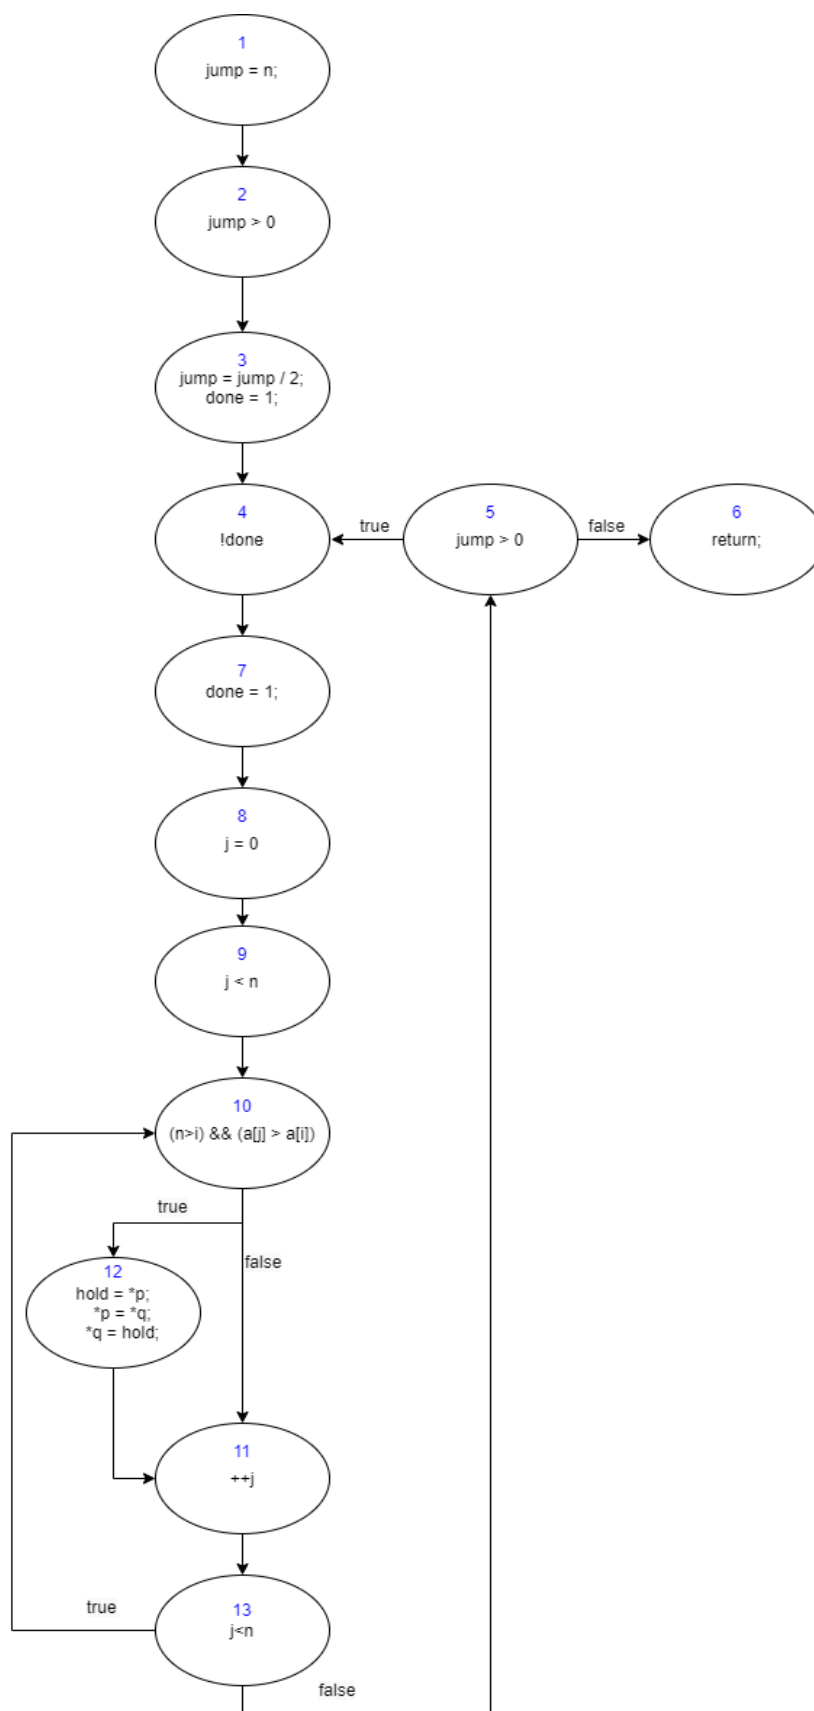 1
jump = n;
2
jump > 0
3
jump = jump / 2;
done = 1;
4
!done
true
5
jump > 0
false
6
return;
7
done = 1;
8
j = 0
9
j < n
10
(n>i) && (a[j] > a[i])
true
false
12
hold = *p;
*p = *q;
*q = hold;
11
++j
13
j<n
true
false